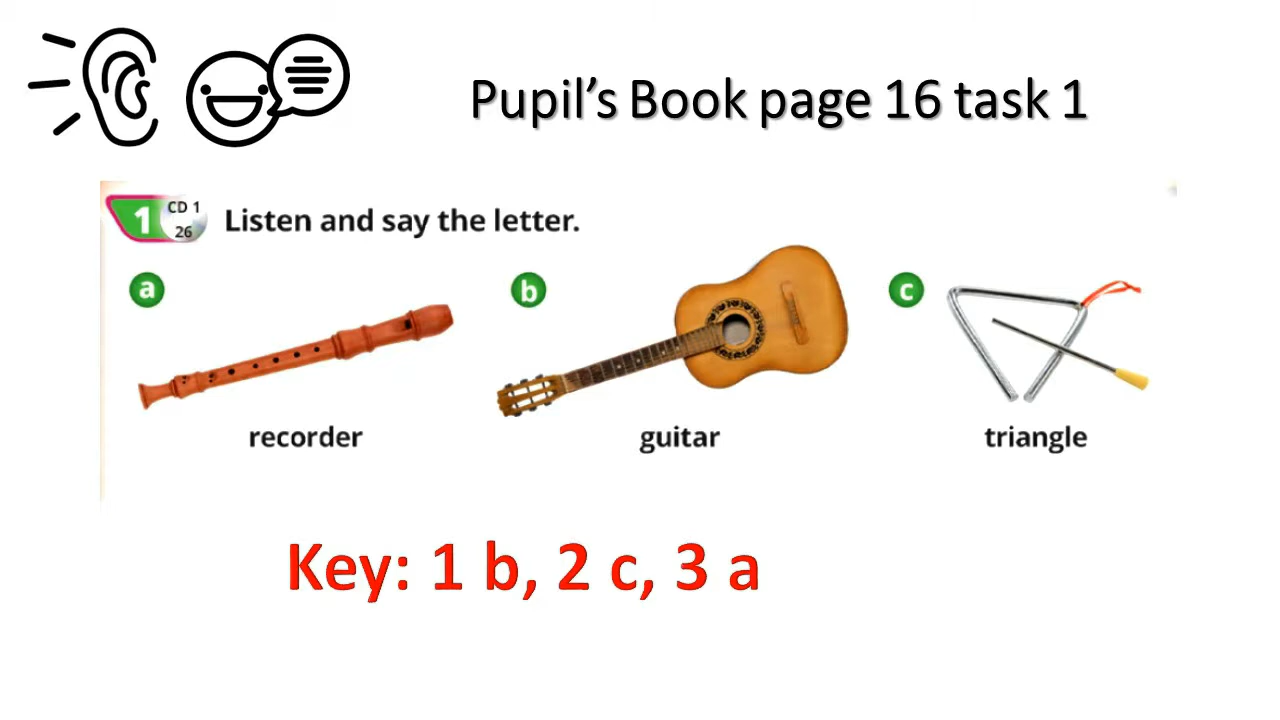 Pupil's Book page 16 task 1
1 CD 1 26 Listen and say the letter.
a
b
c
recorder
guitar
triangle
Key: 1 b, 2 c, 3 a